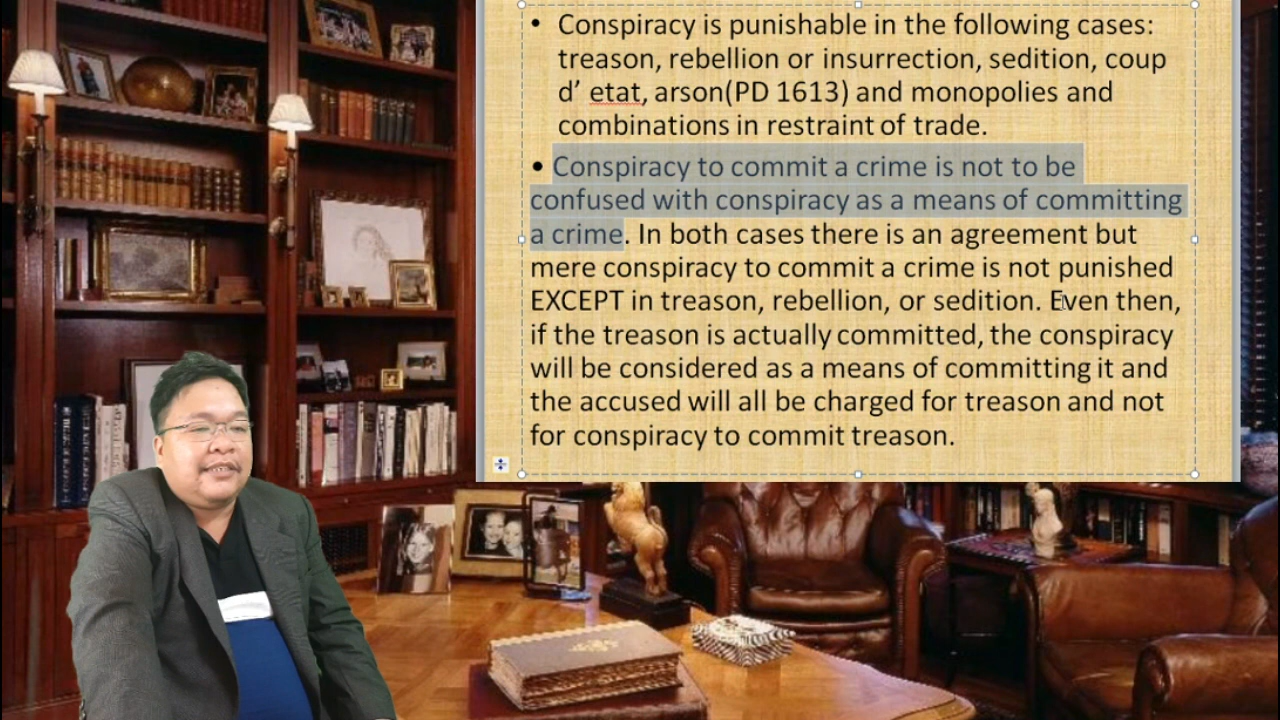 • Conspiracy is punishable in the following cases:
treason, rebellion or insurrection, sedition, coup
d’ etat, arson(PD 1613) and monopolies and
combinations in restraint of trade.
• Conspiracy to commit a crime is not to be
confused with conspiracy as a means of committing
a crime. In both cases there is an agreement but
mere conspiracy to commit a crime is not punished
EXCEPT in treason, rebellion, or sedition. Even then,
if the treason is actually committed, the conspiracy
will be considered as a means of committing it and
the accused will all be charged for treason and not
for conspiracy to commit treason.